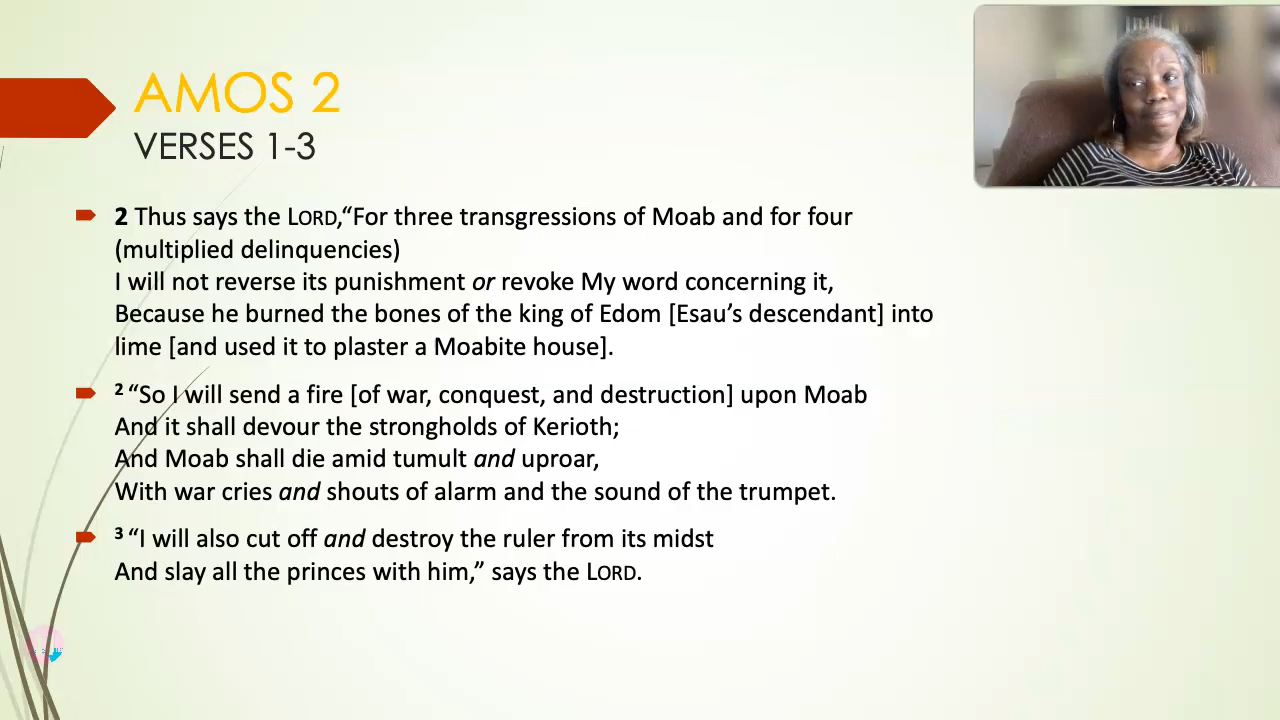 AMOS 2
VERSES 1-3
2 Thus says the LORD,“For three transgressions of Moab and for four
(multiplied delinquencies)
I will not reverse its punishment or revoke My word concerning it,
Because he burned the bones of the king of Edom [Esau’s descendant] into
lime [and used it to plaster a Moabite house].
2 “So I will send a fire [of war, conquest, and destruction] upon Moab
And it shall devour the strongholds of Kerioth;
And Moab shall die amid tumult and uproar,
With war cries and shouts of alarm and the sound of the trumpet.
3 “I will also cut off and destroy the ruler from its midst
And slay all the princes with him,” says the LORD.